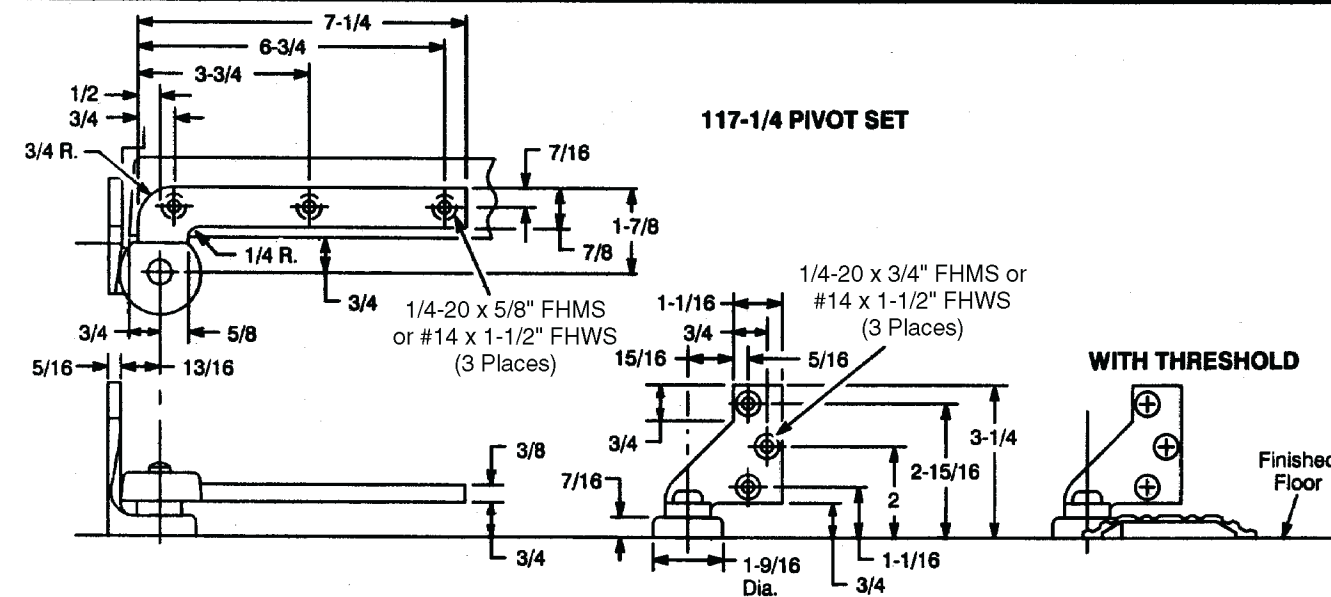 7-1/4
6-3/4
3-3/4
1/2
3/4
117-1/4 PIVOT SET
3/4 R.
7/16
1-7/8
7/8
1/4 R.
3/4
1/4-20 x 5/8" FHMS
or #14 x 1-1/2" FHWS
(3 Places)
3/4
5/8
5/16
13/16
1/4-20 x 3/4" FHMS or
#14 x 1-1/2" FHWS
(3 Places)
1-1/16
3/4
15/16
5/16
WITH THRESHOLD
3/4
3-1/4
2-15/16
2
3/8
7/16
3/4
1-9/16
Dia.
1-1/16
3/4
Finished
Floor